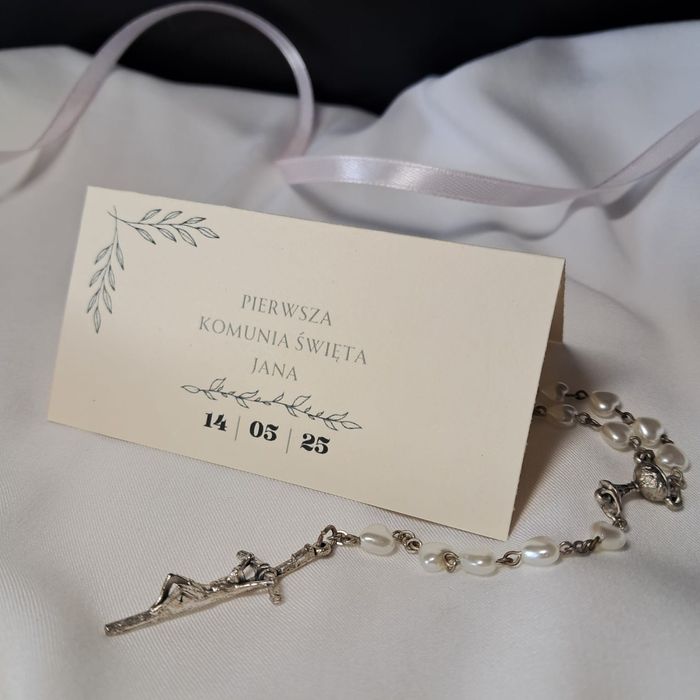 PIERWSZA
KOMUNIA ŚWIĘTA
JANA
14 | 05 | 25